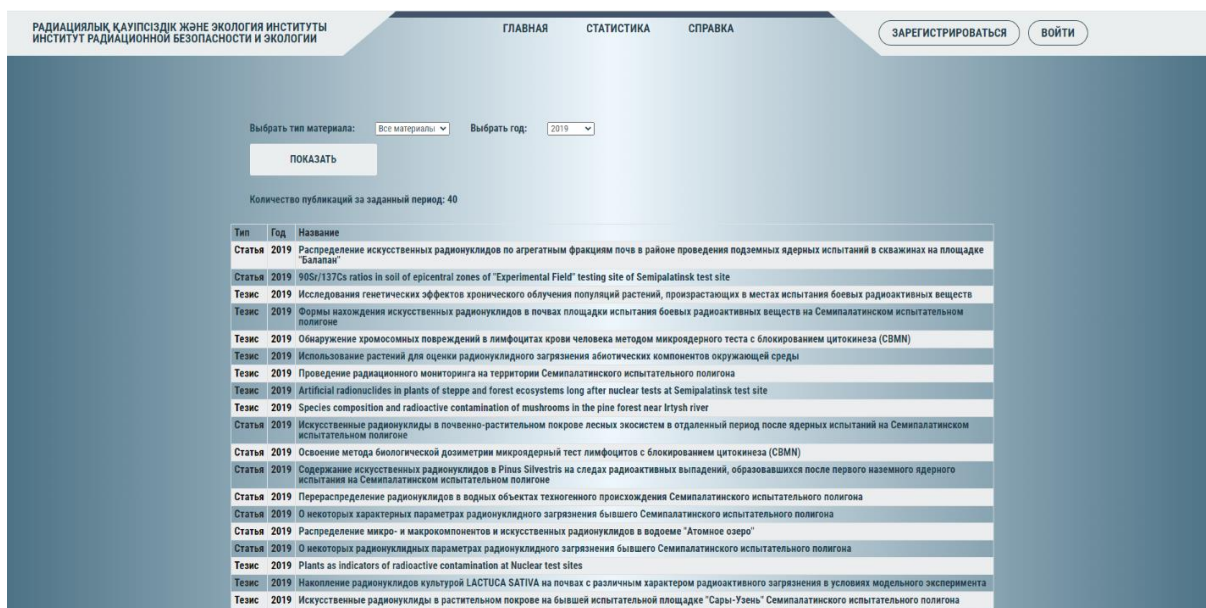 РАДИАЦИЯЛЫҚ ҚАУІПСІЗДІК ЖӘНЕ ЭКОЛОГИЯ ИНСТИТУТЫ
ИНСТИТУТ РАДИАЦИОННОЙ БЕЗОПАСНОСТИ И ЭКОЛОГИИ
ГЛАВНАЯ СТАТИСТИКА СПРАВКА
ЗАРЕГИСТРИРОВАТЬСЯ ВОЙТИ
Выбрать тип материала: Все материалы Выбрать год: 2019
ПОКАЗАТЬ
Количество публикаций за заданный период: 40
Тип Год Название
Статья 2019 Распределение искусственных радионуклидов по агрегатным фракциям почв в районе проведения подземных ядерных испытаний в скважинах на площадке
"Балапан"
Статья 2019 90Sr/137Cs ratios in soil of epicentral zones of "Experimental Field" testing site of Semipalatinsk test site
Тезис 2019 Исследования генетических эффектов хронического облучения популяций растений, произрастающих в местах испытания боевых радиоактивных веществ
Тезис 2019 Формы нахождения искусственных радионуклидов в почвах площадки испытания боевых радиоактивных веществ на Семипалатинском испытательном
полигоне
Тезис 2019 Обнаружение хромосомных повреждений в лимфоцитах крови человека методом микроядерного теста с блокированием цитокинеза (CBMN)
Тезис 2019 Использование растений для оценки радионуклидного загрязнения абиотических компонентов окружающей среды
Тезис 2019 Проведение радиационного мониторинга на территории Семипалатинского испытательного полигона
Тезис 2019 Artificial radionuclides in plants of steppe and forest ecosystems long after nuclear tests at Semipalatinsk test site
Тезис 2019 Species composition and radioactive contamination of mushrooms in the pine forest near Irtysh river
Статья 2019 Искусственные радионуклиды в почвенно-растительном покрове лесных экосистем в отдаленный период после ядерных испытаний на Семипалатинском
испытательном полигоне
Статья 2019 Освоение метода биологической дозиметрии микроядерный тест лимфоцитов с блокированием цитокинеза (CBMN)
Статья 2019 Содержание искусственных радионуклидов в Pinus Silvestris на следах радиоактивных выпадений, образовавшихся после первого наземного ядерного
испытания на Семипалатинском испытательном полигоне
Статья 2019 Перераспределение радионуклидов в водных объектах техногенного происхождения Семипалатинского испытательного полигона
Статья 2019 О некоторых характерных параметрах радионуклидного загрязнения бывшего Семипалатинского испытательного полигона
Статья 2019 Распределение микро- и макрокомпонентов и искусственных радионуклидов в водоеме "Атомное озеро"
Статья 2019 О некоторых радионуклидных параметрах радионуклидного загрязнения бывшего Семипалатинского испытательного полигона
Тезис 2019 Plants as indicators of radioactive contamination at Nuclear test sites
Тезис 2019 Накопление радионуклидов культурой LACTUCA SATIVA на почвах с различным характером радиоактивного загрязнения в условиях модельного эксперимента
Тезис 2019 Искусственные радионуклиды в растительном покрове на бывшей испытательной площадке "Сары-Узень" Семипалатинского испытательного полигона